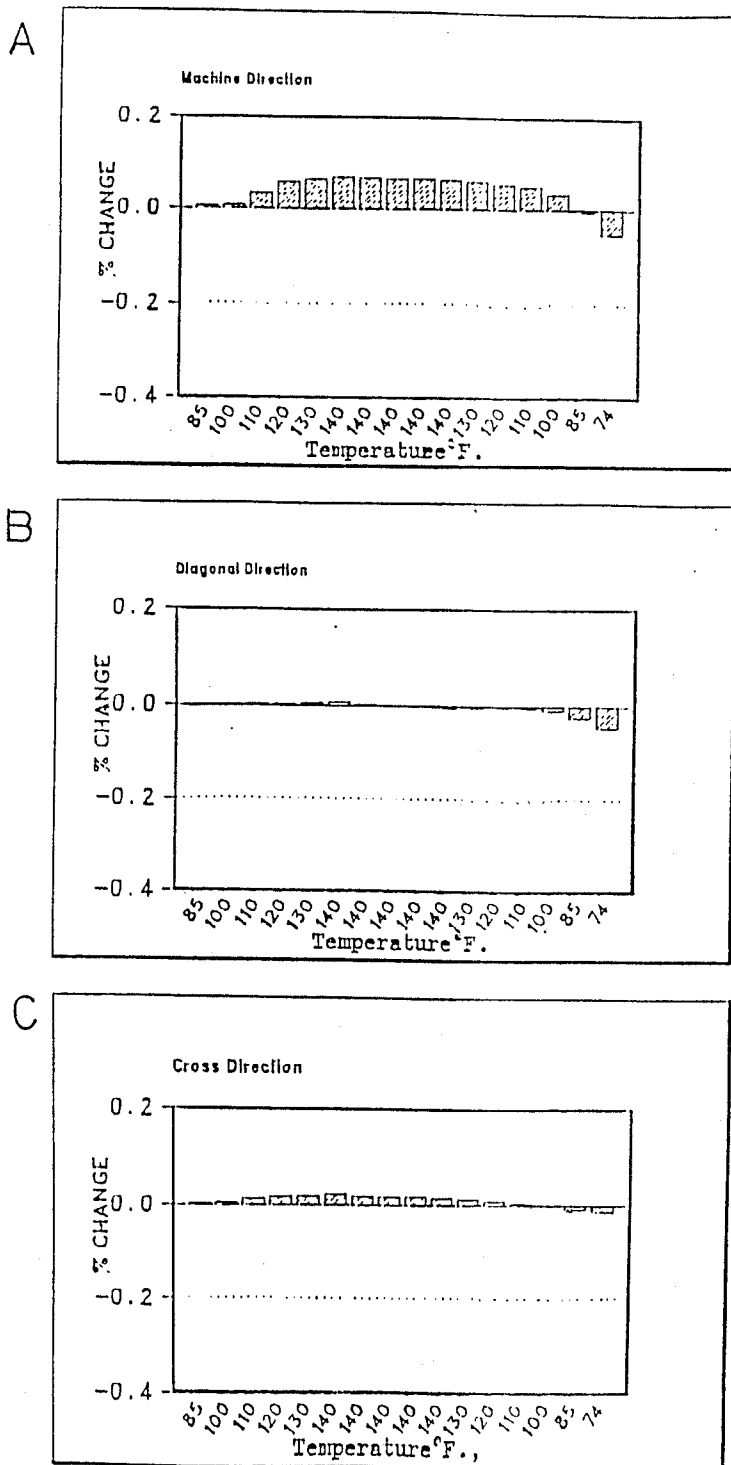 A
Machine Direction
0.2
0.0
-0.2
-0.4
% CHANGE
85 100 110 120 130 140 140 140 140 140 130 120 110 100 85 74
Temperature°F.
B
Diagonal Direction
0.2
0.0
-0.2
-0.4
% CHANGE
85 100 110 120 130 140 140 140 140 140 130 120 110 100 85 74
Temperature°F.
C
Cross Direction
0.2
0.0
-0.2
-0.4
% CHANGE
85 100 110 120 130 140 140 140 140 140 130 120 110 100 85 74
Temperature°F.,